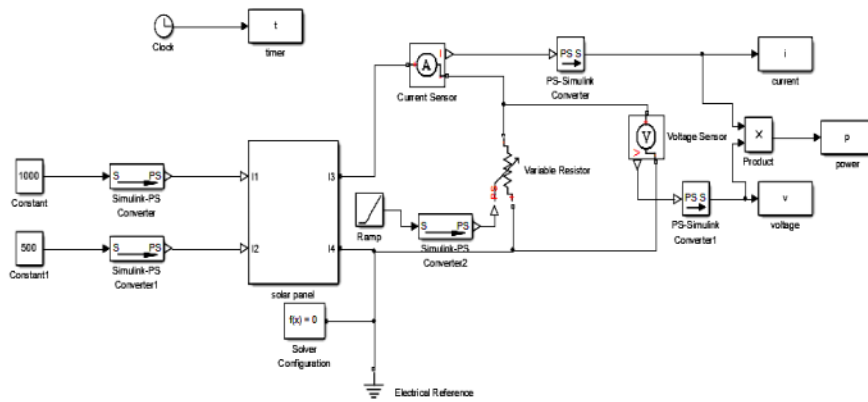 Clock
t
timer
A
I
Current Sensor
PS S
PS-Simulink
Converter
i
current
V
Voltage Sensor
V
X
Product
p
power
Variable Resistor
PS
1000
Constant
S PS
Simulink-PS
Converter
I1
I3
I2
I4
solar panel
500
Constant1
S PS
Simulink-PS
Converter1
Ramp
S PS
Simulink-PS
Converter2
PS S
PS-Simulink
Converter1
v
voltage
f(x) = 0
Solver
Configuration
Electrical Reference